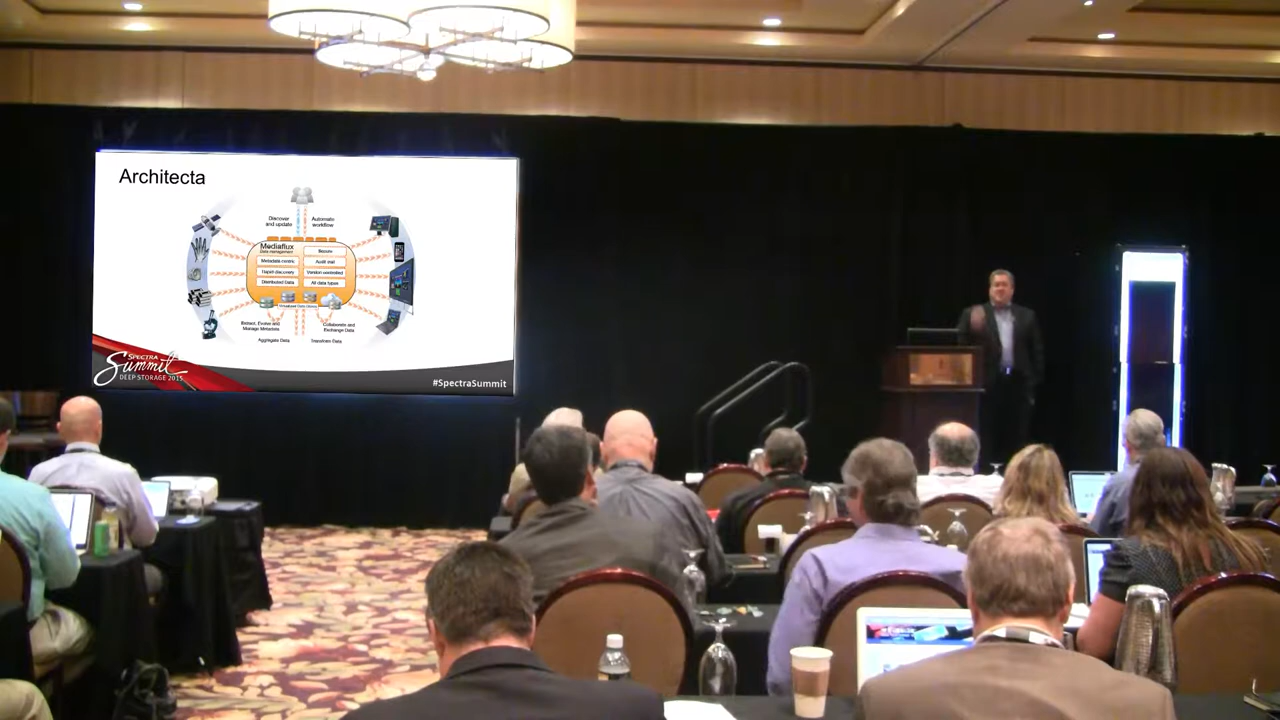 Architecta
Discover
and update
Automate
workflow
Mediaflux
Data management
Secure
Metadata centric
Audit trail
Rapid discovery
Version controlled
Distributed Data
All data types
Extract, Evolve and
Manage Metadata
Collaborate and
Exchange Data
Aggregate Data
Transform Data
SPECTRA
Summit
DEEP STORAGE 2015
#SpectraSummit